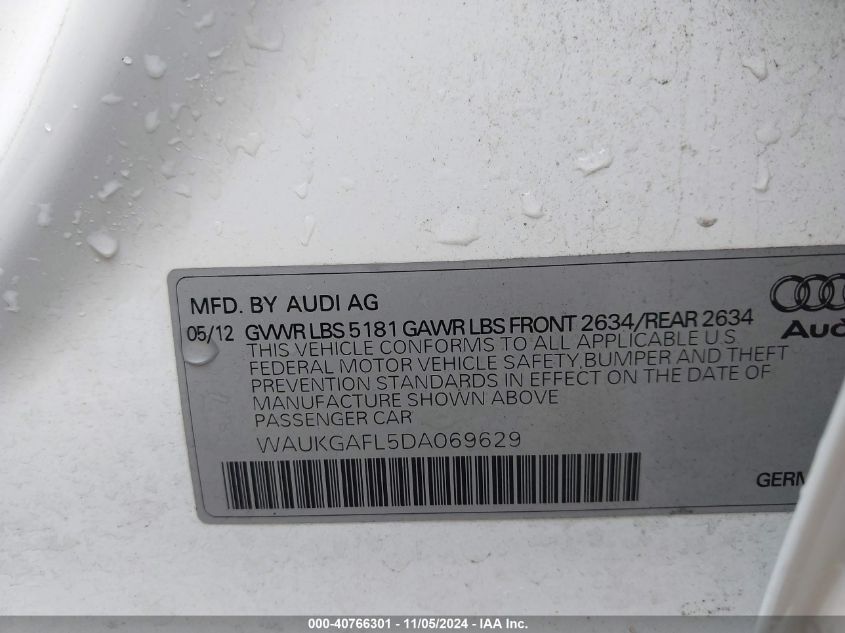 MFD. BY AUDI AG
05/12 GVWR LBS 5181 GAWR LBS FRONT 2634/REAR 2634
THIS VEHICLE CONFORMS TO ALL APPLICABLE U.S.
FEDERAL MOTOR VEHICLE SAFETY, BUMPER AND THEFT
PREVENTION STANDARDS IN EFFECT ON THE DATE OF
MANUFACTURE SHOWN ABOVE
PASSENGER CAR
WAUKGAFL5DA069629
Aud
GERM
000-40766301 - 11/05/2024 - IAA Inc.